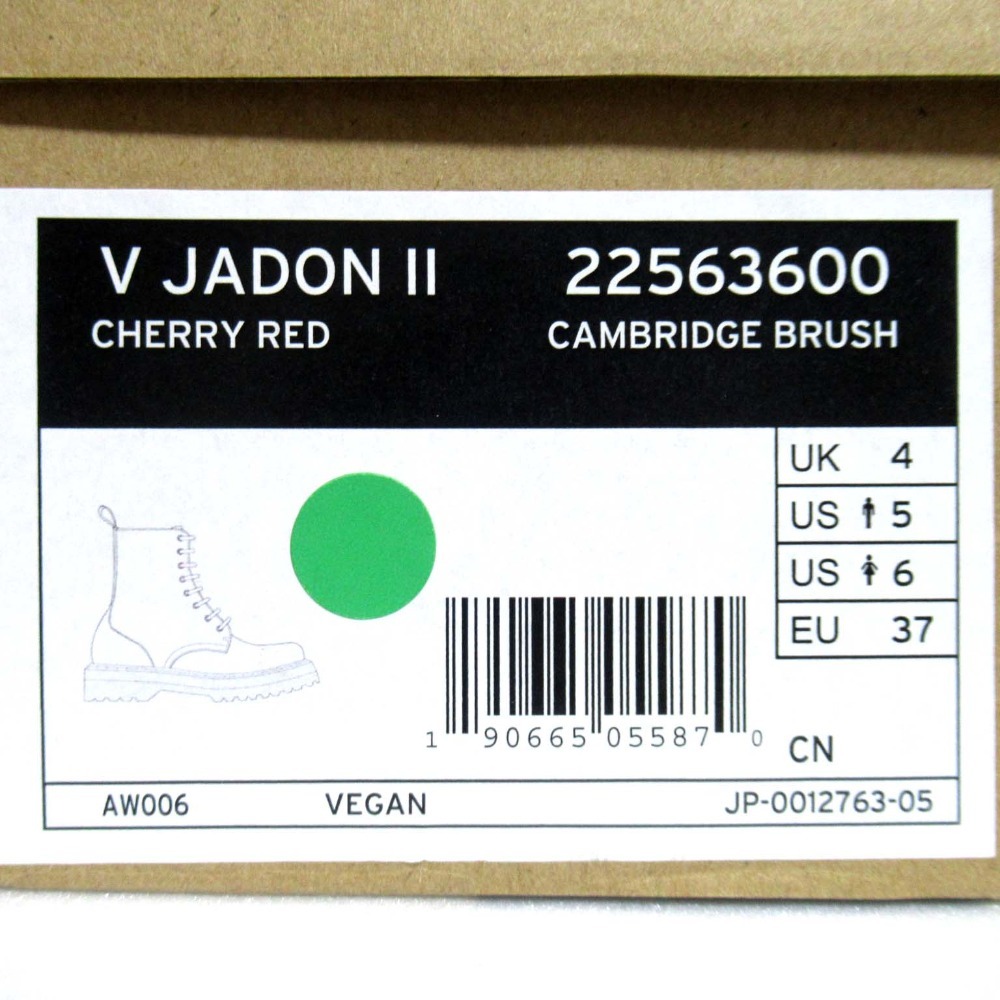 V JADON II 22563600
CHERRY RED CAMBRIDGE BRUSH
UK 4
US 5
US 6
EU 37
1 90665 05587 0
CN
AW006 VEGAN JP-0012763-05